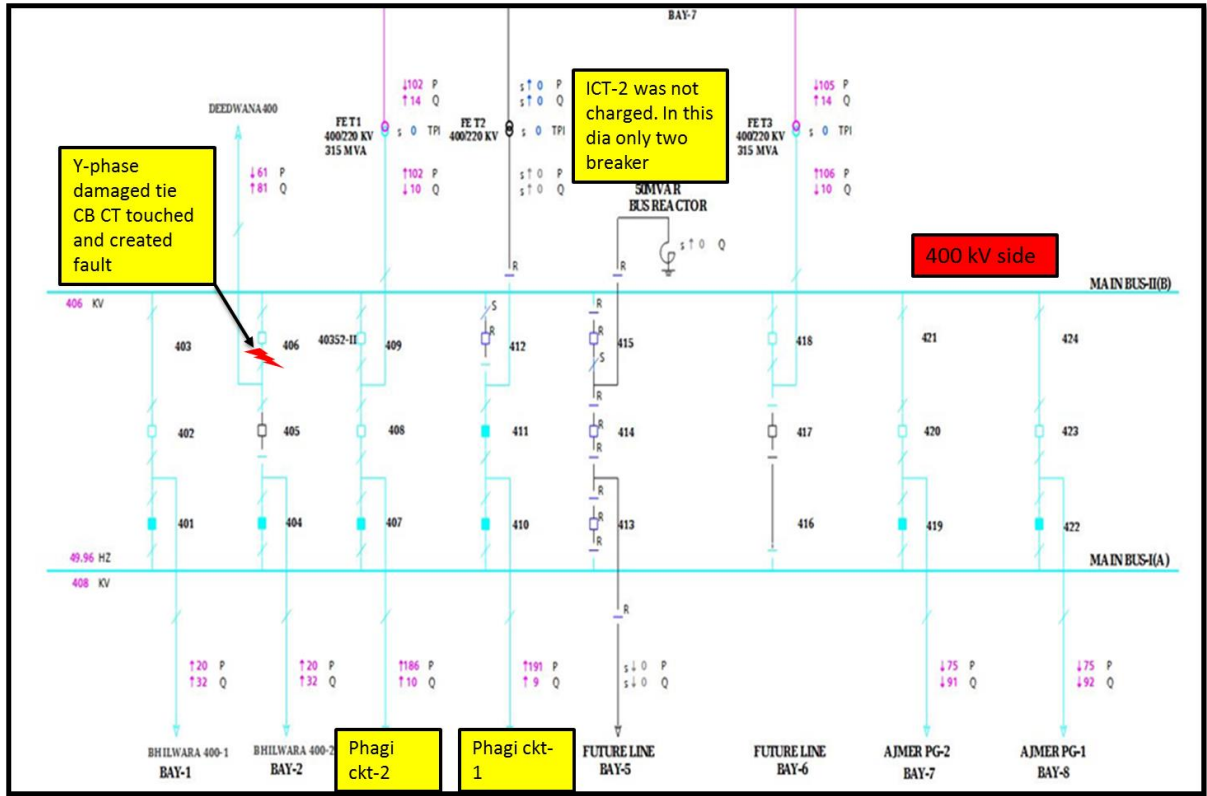 BAY-7
↓102 P
↑14 Q
s↑0 P
s↑0 Q
ICT-2 was not
charged. In this
dia only two
breaker
↓105 P
↑14 Q
DEEDWANA400
FE T1
400/220 KV
315 MVA
s 0 TPI
FE T2
400/220 KV
s 0 TPI
FE T3
400/220 KV
315 MVA
s 0 TPI
Y-phase
damaged tie
CB CT touched
and created
fault
↓61 P
↑81 Q
↑102 P
↓10 Q
s↑0 P
s↑0 Q
50MVAR
BUS REACTOR
s↑0 Q
↑106 P
↓10 Q
400 kV side
R
R
MAIN BUS-II(B)
406 KV
S
R
R
R
S
403
406
40352-II
409
412
415
418
421
424
R
R
402
405
408
411
414
417
420
423
R
R
401
404
407
410
413
416
419
422
49.96 HZ
MAIN BUS-I(A)
408 KV
R
↑20 P
↑32 Q
↑20 P
↑32 Q
↑186 P
↑10 Q
↑191 P
↑9 Q
s↓0 P
s↓0 Q
↓75 P
↓91 Q
↓75 P
↓92 Q
BHILWARA 400-1
BAY-1
BHILWARA 400-2
BAY-2
Phagi
ckt-2
Phagi ckt-
1
FUTURE LINE
BAY-5
FUTURE LINE
BAY-6
AJMER PG-2
BAY-7
AJMER PG-1
BAY-8